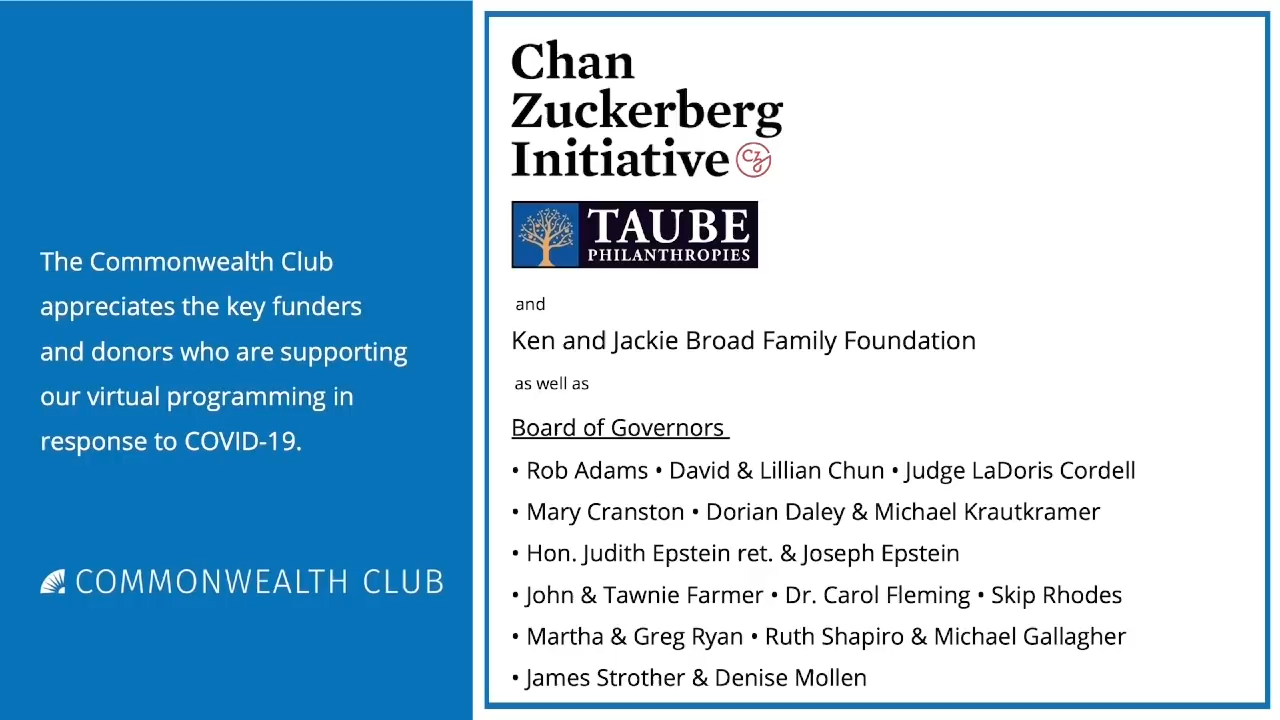 The Commonwealth Club
appreciates the key funders
and donors who are supporting
our virtual programming in
response to COVID-19.
COMMONWEALTH CLUB
Chan
Zuckerberg
Initiative
CZI
TAUBE
PHILANTHROPIES
and
Ken and Jackie Broad Family Foundation
as well as
Board of Governors
• Rob Adams • David & Lillian Chun • Judge LaDoris Cordell
• Mary Cranston • Dorian Daley & Michael Krautkramer
• Hon. Judith Epstein ret. & Joseph Epstein
• John & Tawnie Farmer • Dr. Carol Fleming • Skip Rhodes
• Martha & Greg Ryan • Ruth Shapiro & Michael Gallagher
• James Strother & Denise Mollen